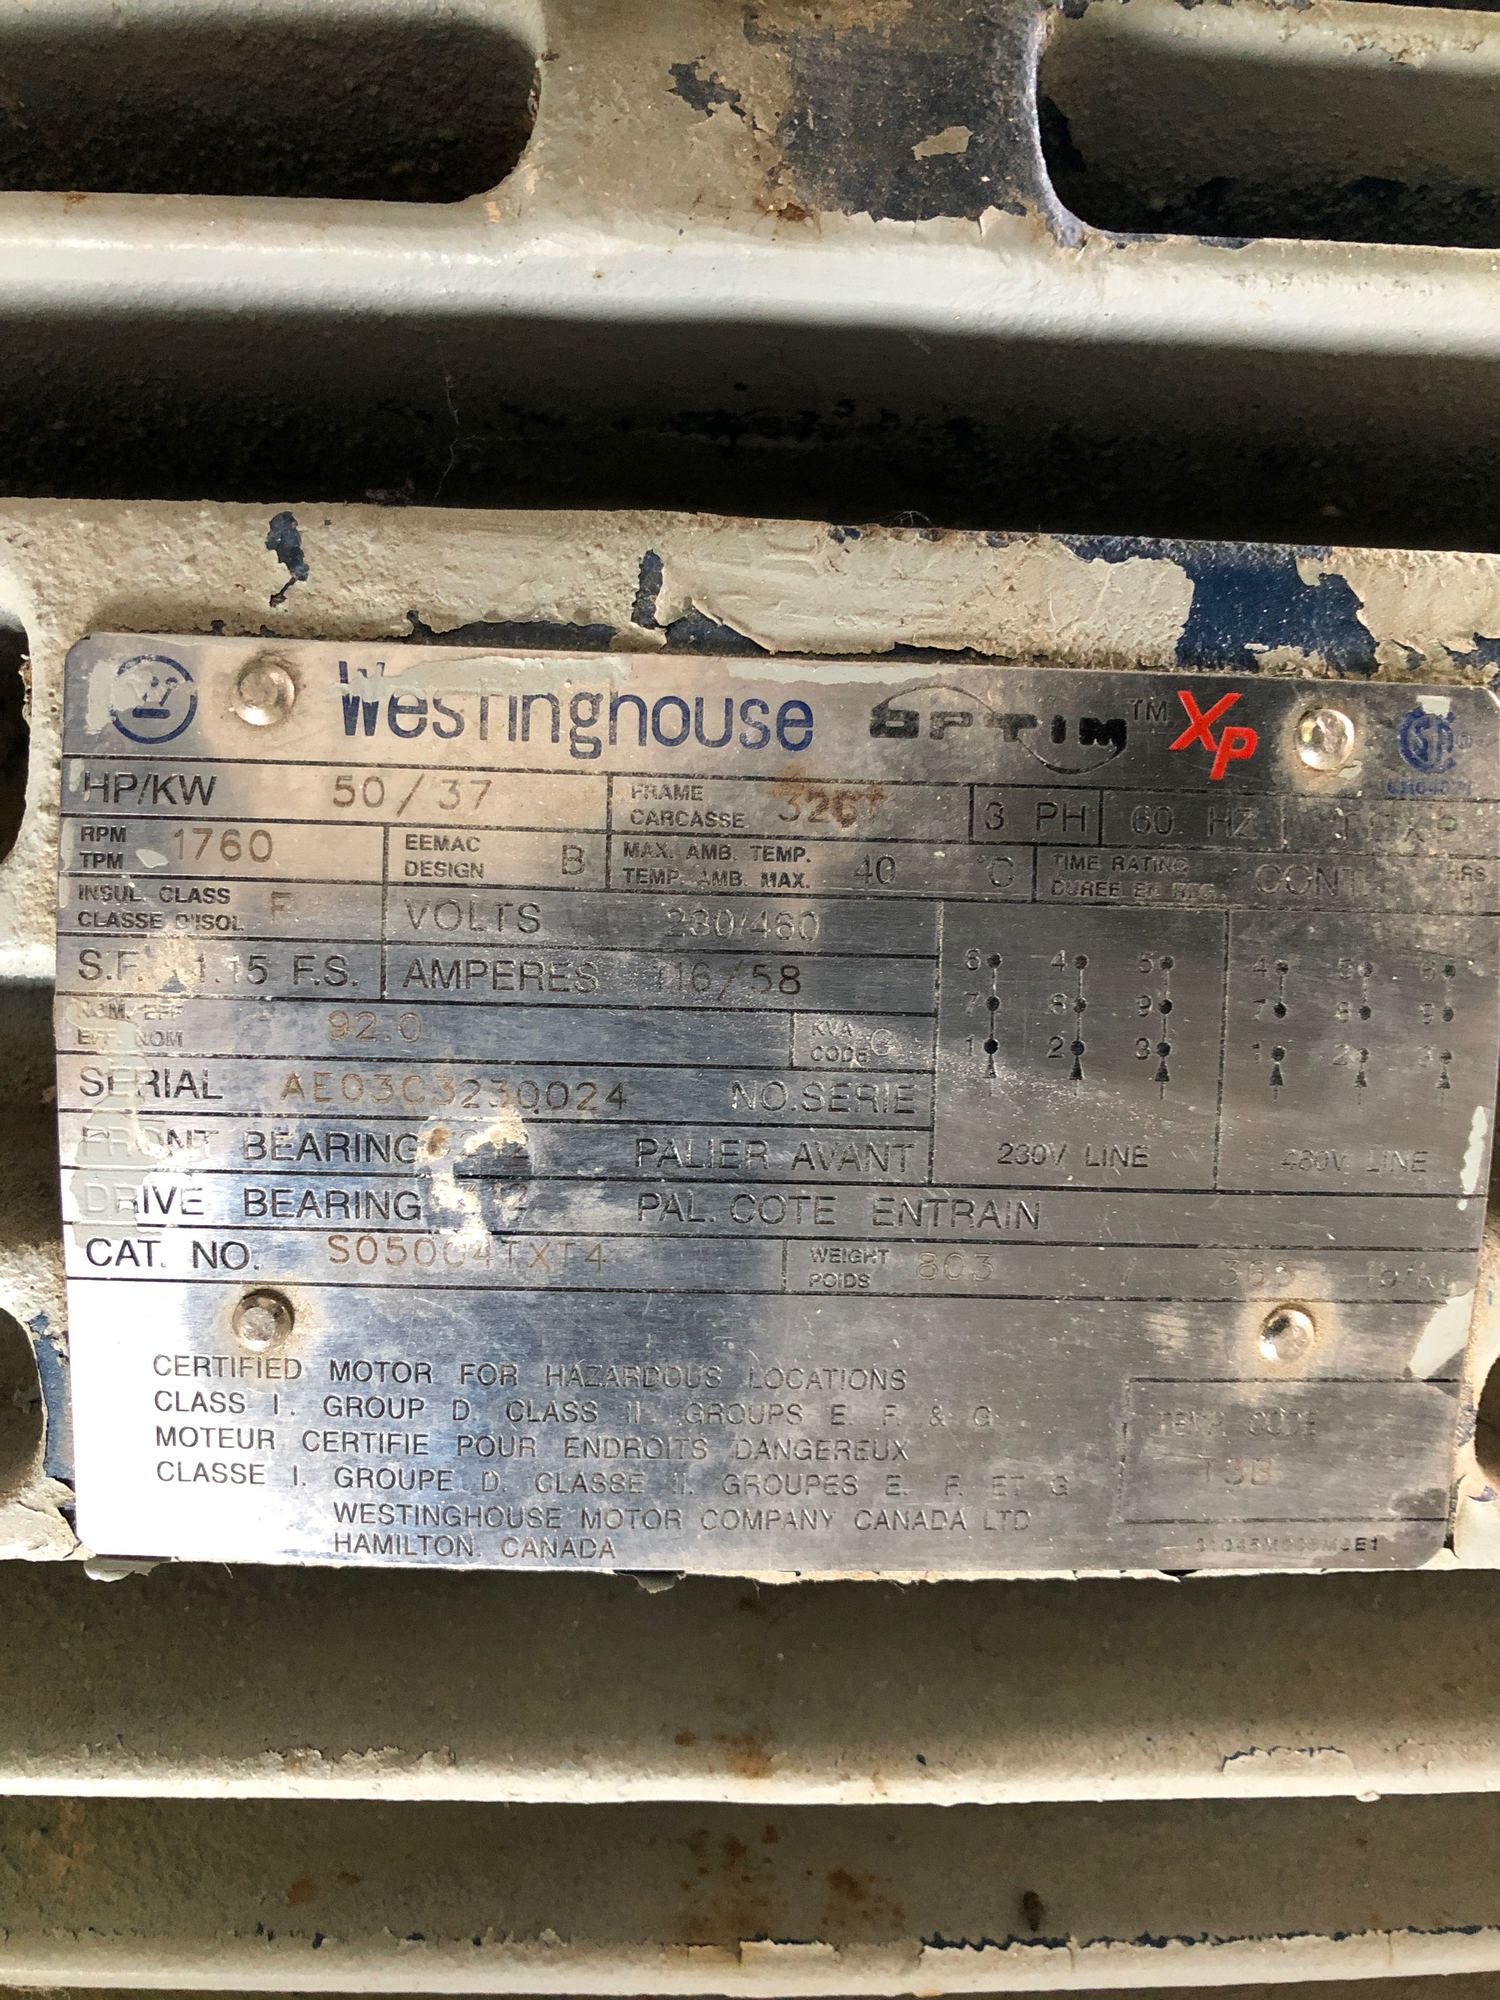 Westinghouse OPTIM™ XP
HP/KW 50/37 FRAME CARCASSE 326T 3 PH 60 HZ
RPM TPM 1760 EEMAC DESIGN B MAX. AMB. TEMP. TEMP. AMB. MAX. 40 °C TIME RATING CONT. HRS H
INSUL CLASS CLASSE D'ISOL F VOLTS 230/460
S.F. 1.15 F.S. AMPERES 116/58
NOM. EFF EFF. NOM 92.0 KVA CODE G
SERIAL AE03C3230024 NO.SERIE
6 4 5 4 5 6
7 8 9 7 8 9
1 2 3 1 2 3
230V LINE 460V LINE
FRONT BEARING PALIER AVANT
DRIVE BEARING PAL. COTE ENTRAIN
CAT. NO. S05004TXT4 WEIGHT POIDS 803 / 365 lb/kg
CERTIFIED MOTOR FOR HAZARDOUS LOCATIONS
CLASS I. GROUP D. CLASS II. GROUPS E. F. & G
MOTEUR CERTIFIE POUR ENDROITS DANGEREUX
CLASSE I. GROUPE D. CLASSE II. GROUPES E. F. ET G
TEMP. CODE
T3B
WESTINGHOUSE MOTOR COMPANY CANADA LTD
HAMILTON. CANADA